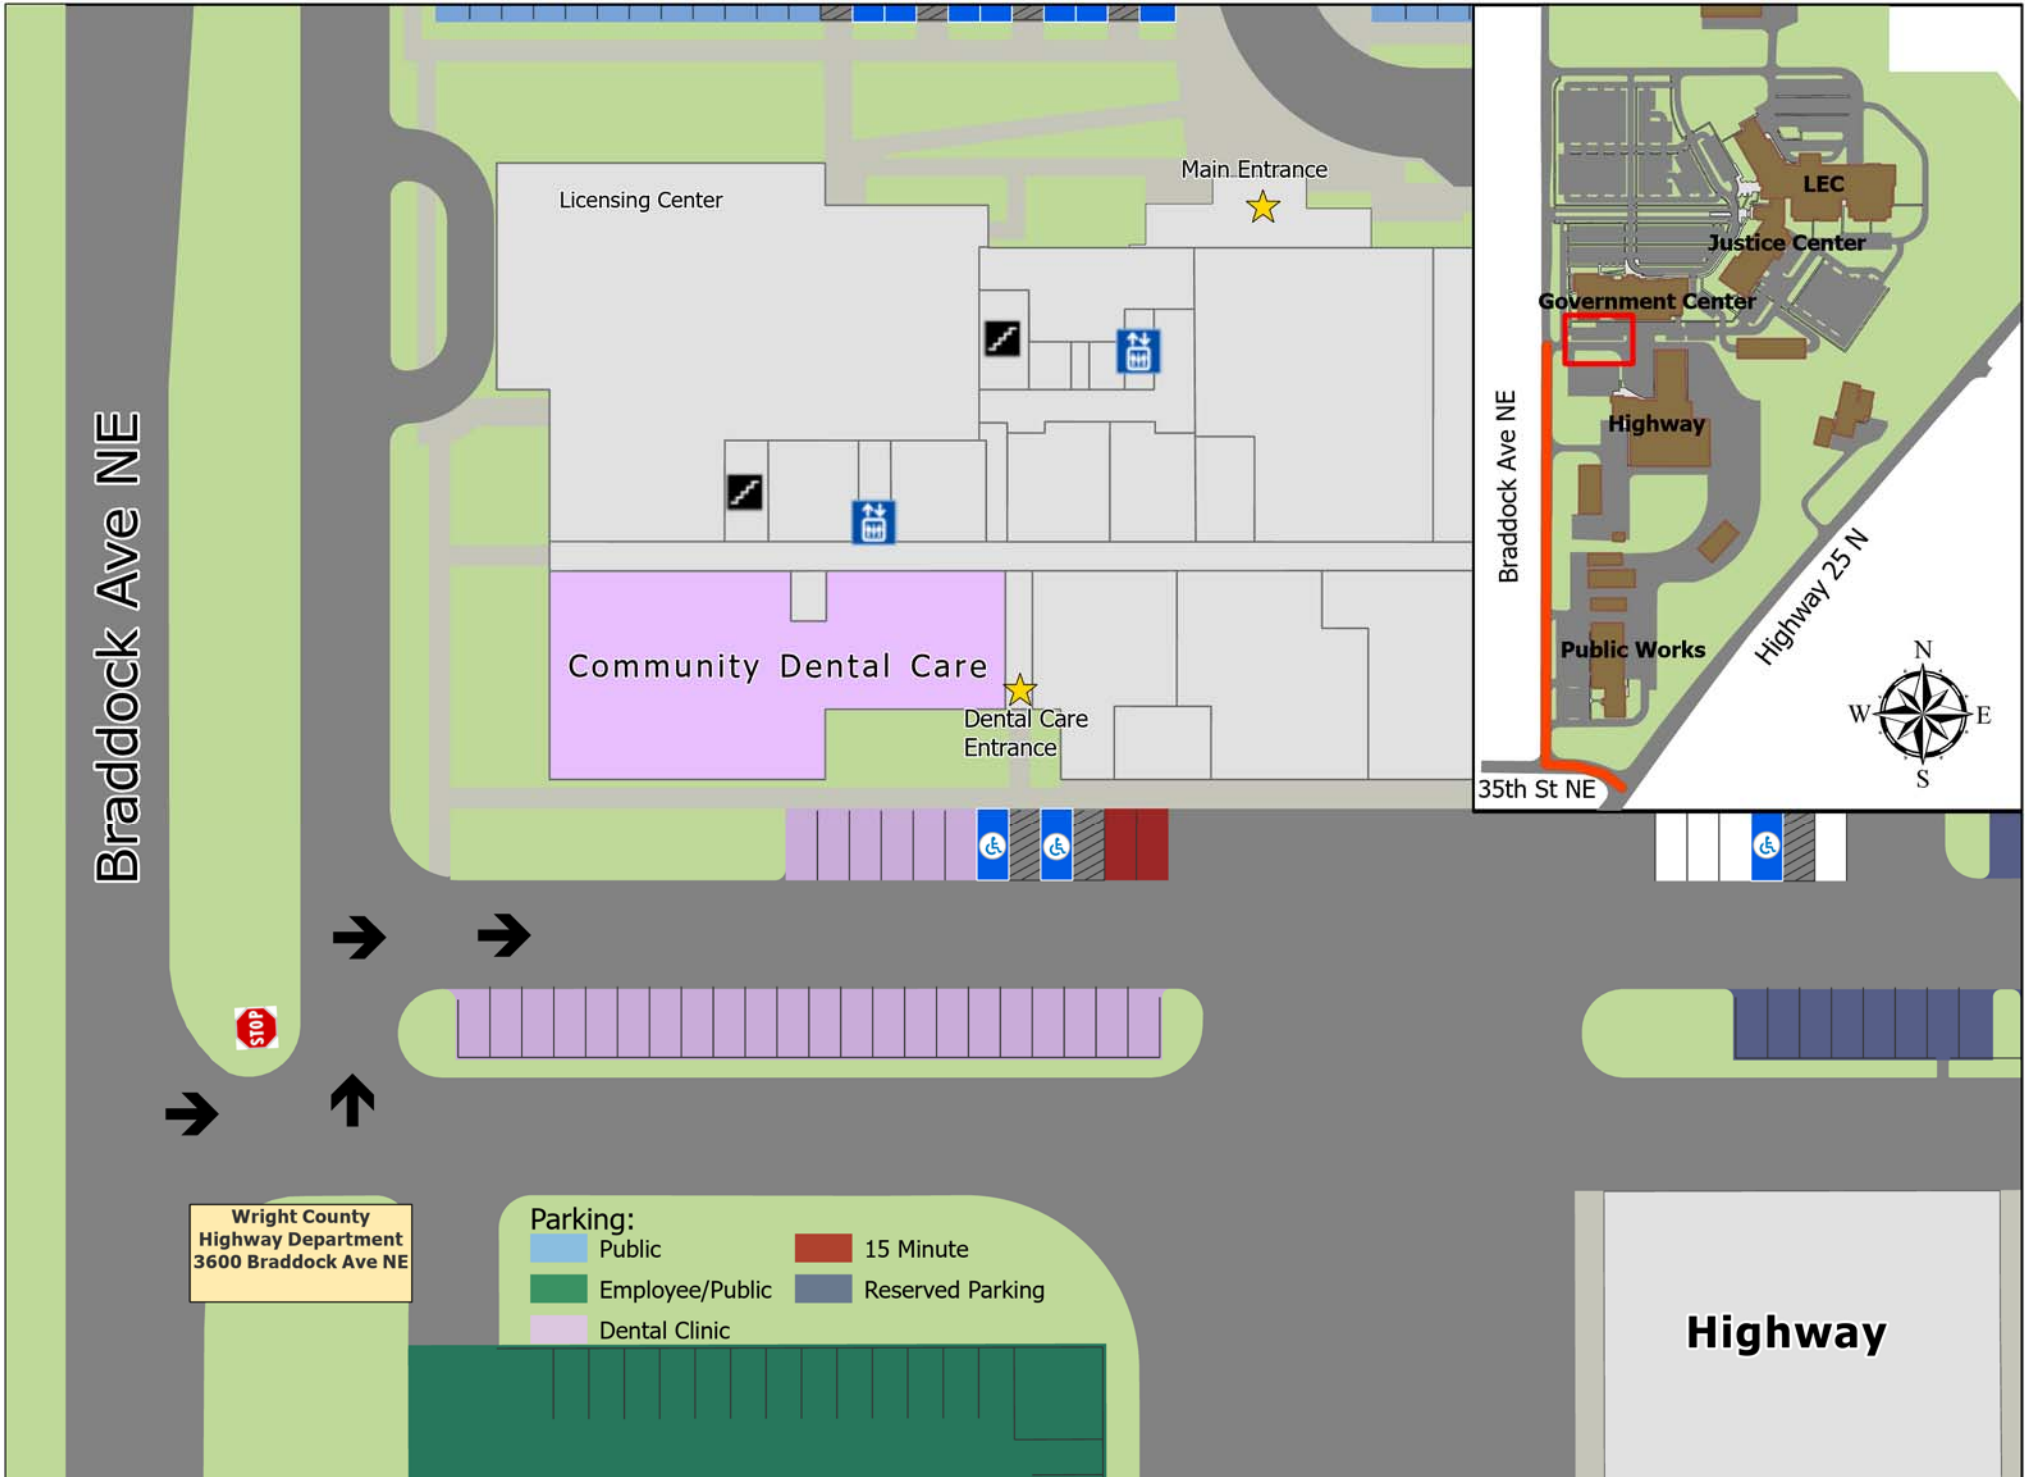 Braddock Ave NE
Licensing Center
Main Entrance
Community Dental Care
Dental Care
Entrance
STOP
Wright County
Highway Department
3600 Braddock Ave NE
Parking:
Public
Employee/Public
Dental Clinic
15 Minute
Reserved Parking
Highway
LEC
Justice Center
Government Center
Highway
Braddock Ave NE
Highway 25 N
Public Works
35th St NE
N
W
E
S